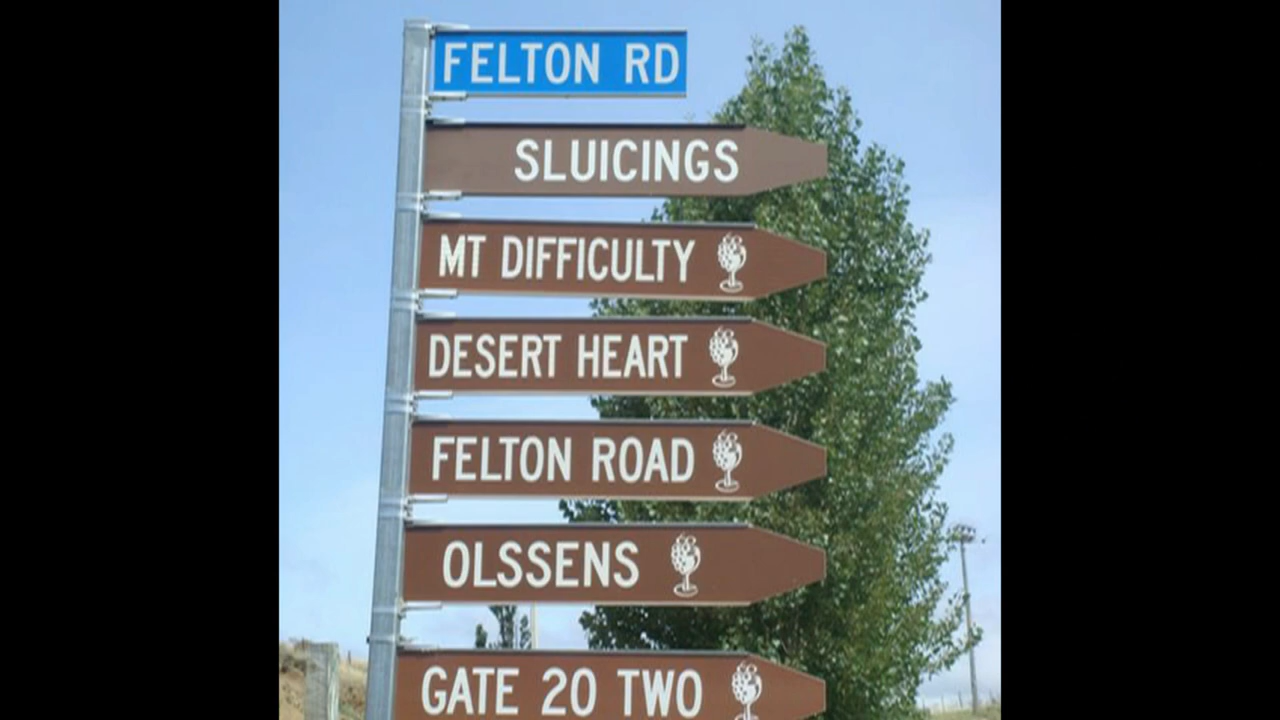 FELTON RD
SLUICINGS
MT DIFFICULTY
DESERT HEART
FELTON ROAD
OLSSENS
GATE 20 TWO